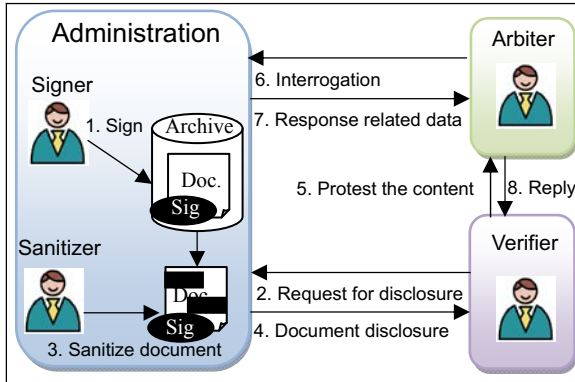 Administration
Signer
1. Sign
Archive
Doc.
Sig
Sanitizer
Doc.
Sig
3. Sanitize document
6. Interrogation
7. Response related data
5. Protest the content
8. Reply
2. Request for disclosure
4. Document disclosure
Arbiter
Verifier